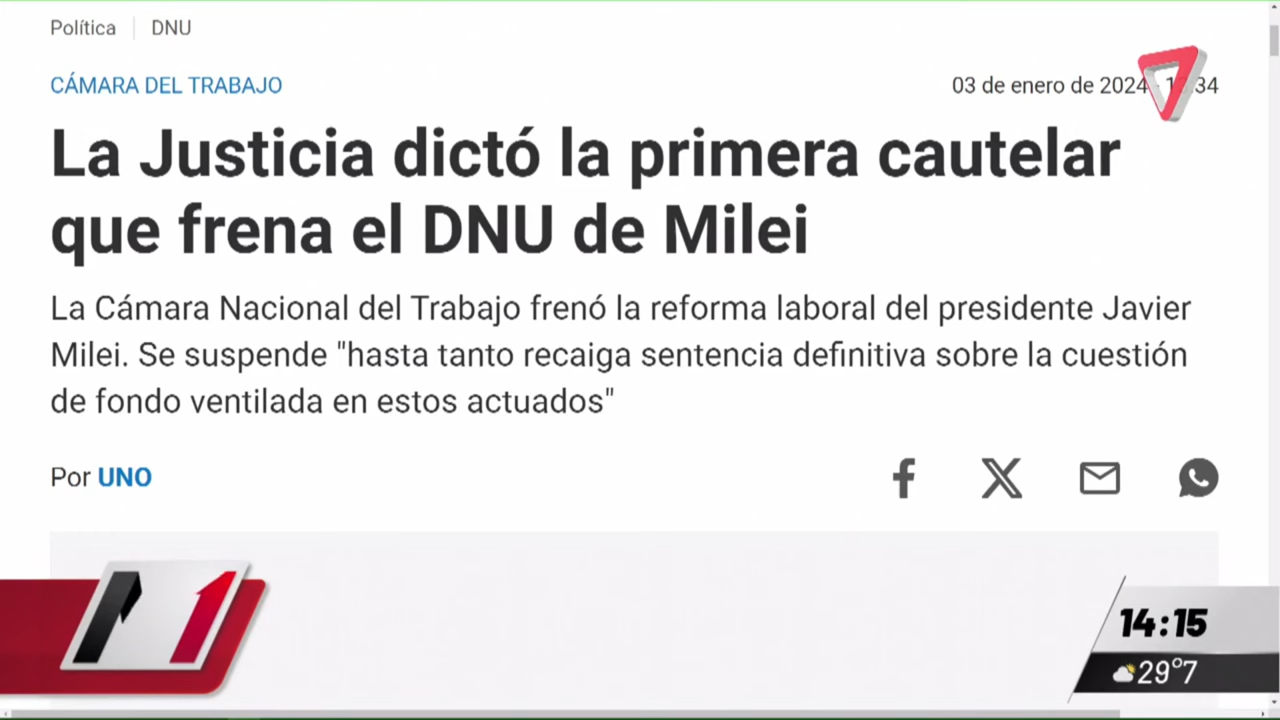 Política DNU
CÁMARA DEL TRABAJO
03 de enero de 2024
La Justicia dictó la primera cautelar
que frena el DNU de Milei
La Cámara Nacional del Trabajo frenó la reforma laboral del presidente Javier
Milei. Se suspende "hasta tanto recaiga sentencia definitiva sobre la cuestión
de fondo ventilada en estos actuados"
Por UNO
14:15
29°7